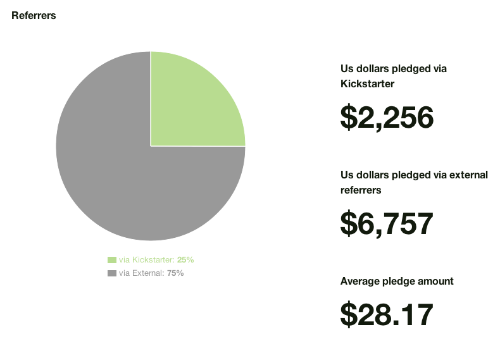 Referrers
Us dollars pledged via
Kickstarter
$2,256
Us dollars pledged via external
referrers
$6,757
via Kickstarter: 25%
via External: 75%
Average pledge amount
$28.17